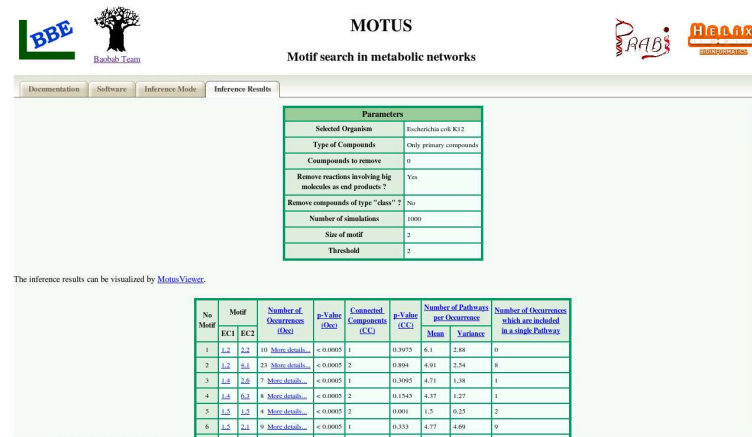 MOTUS
BBE
Baobab Team
Motif search in metabolic networks
PRABI
HELIX
BIOINFORMATICS
Documentation Software Inference Mode Inference Results
Parameters
Selected Organism Escherichia coli K12
Type of Compounds Only primary compounds
Coumpounds to remove 0
Remove reactions involving big Yes
molecules as end products ?
Remove compounds of type "class" ? No
Number of simulations 1000
Size of motif 2
Threshold 2
The inference results can be visualized by MotusViewer.
No Motif Number of p-Value Connected p-Value Number of Pathways Number of Occurrences
Motif Occurrences (Occ) Components (CC) per Occurrence which are included
EC1 EC2 (Occ) (CC) Mean Variance in a single Pathway
1 1.2 2.2 10 More details... < 0.0005 1 0.3975 6.1 2.88 0
2 1.2 4.1 23 More details... < 0.0005 2 0.894 4.91 2.54 8
3 1.4 2.6 7 More details... < 0.0005 1 0.3095 4.71 1.38 1
4 1.4 6.3 8 More details... < 0.0005 2 0.1545 4.37 1.27 1
5 1.5 1.5 4 More details... < 0.0005 2 0.001 1.5 0.25 2
6 1.5 2.1 9 More details... < 0.0005 1 0.333 4.77 4.69 9